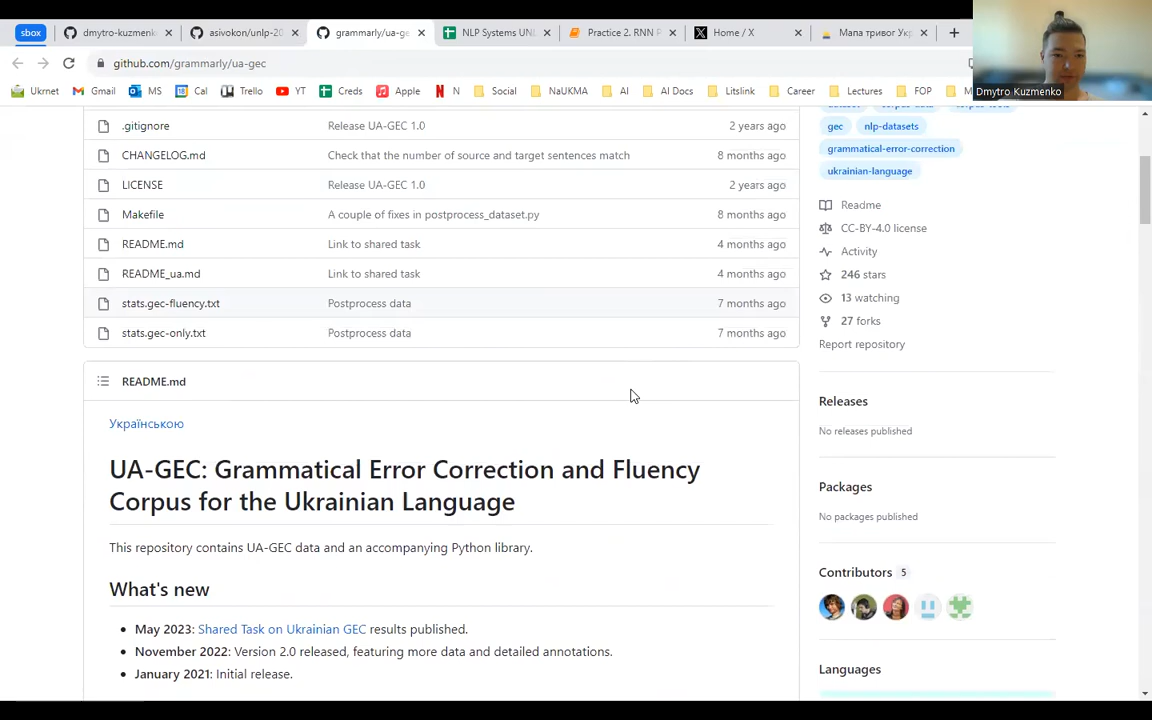 sbox dmytro-kuzmenk asivokon/unlp-20 grammarly/ua-ge NLP Systems UNL Practice 2. RNN P Home / X Мапа тривог Укр
github.com/grammarly/ua-gec
Ukrnet Gmail MS Cal Trello YT Creds Apple N Social NaUKMA AI AI Docs Litslink Career Lectures FOP
Dmytro Kuzmenko
.gitignore Release UA-GEC 1.0 2 years ago
CHANGELOG.md Check that the number of source and target sentences match 8 months ago
LICENSE Release UA-GEC 1.0 2 years ago
Makefile A couple of fixes in postprocess_dataset.py 8 months ago
README.md Link to shared task 4 months ago
README_ua.md Link to shared task 4 months ago
stats.gec-fluency.txt Postprocess data 7 months ago
stats.gec-only.txt Postprocess data 7 months ago
README.md
Українською
UA-GEC: Grammatical Error Correction and Fluency
Corpus for the Ukrainian Language
This repository contains UA-GEC data and an accompanying Python library.
What's new
May 2023: Shared Task on Ukrainian GEC results published.
November 2022: Version 2.0 released, featuring more data and detailed annotations.
January 2021: Initial release.
gec nlp-datasets
grammatical-error-correction
ukrainian-language
Readme
CC-BY-4.0 license
Activity
246 stars
13 watching
27 forks
Report repository
Releases
No releases published
Packages
No packages published
Contributors 5
Languages